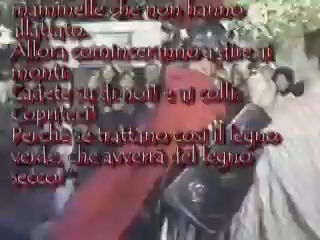 mammelle che non hanno
allattato.
Allora cominceranno a dire ai
monti:
Cadete su di noi! e ai colli:
Copriteci!
Perché se trattano così il legno
verde, che avverrà del legno
secco?"